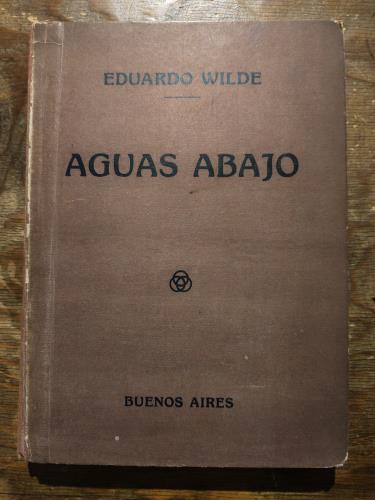 EDUARDO WILDE
AGUAS ABAJO
BUENOS AIRES